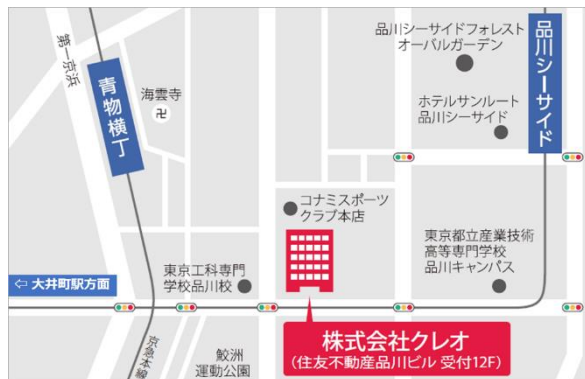 品川シーサイドフォレスト
オーバルガーデン
品川シーサイド
第一京浜
青物横丁
海雲寺
卍
ホテルサンルート
品川シーサイド
コナミスポーツ
クラブ本店
東京都立産業技術
高等専門学校
品川キャンパス
東京工科専門
学校品川校
⇦ 大井町駅方面
株式会社クレオ
(住友不動産品川ビル 受付12F)
京急本線
鮫洲
運動公園